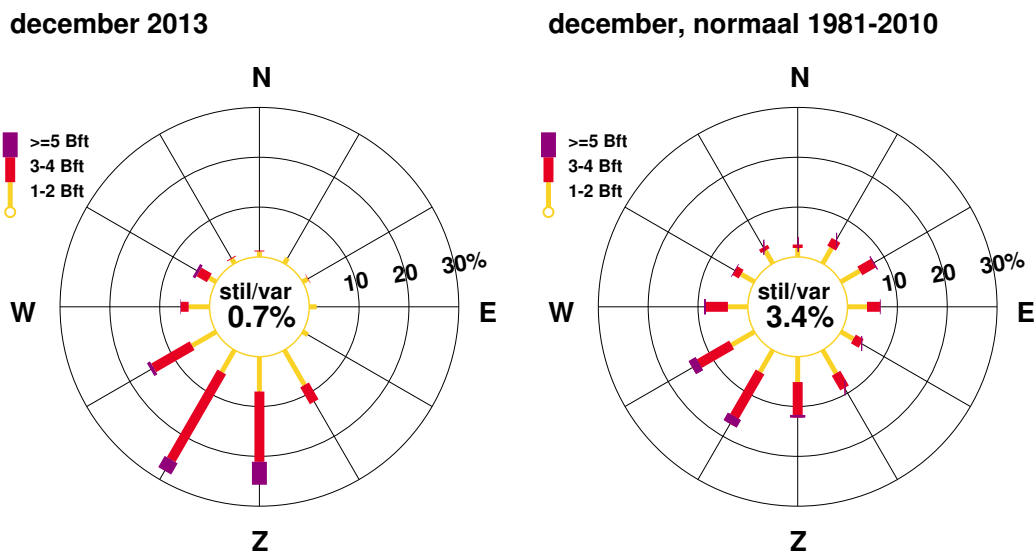 december 2013
N
>=5 Bft
3-4 Bft
1-2 Bft
W
stil/var
0.7%
10
20
30%
E
Z
december, normaal 1981-2010
N
>=5 Bft
3-4 Bft
1-2 Bft
W
stil/var
3.4%
10
20
30%
E
Z